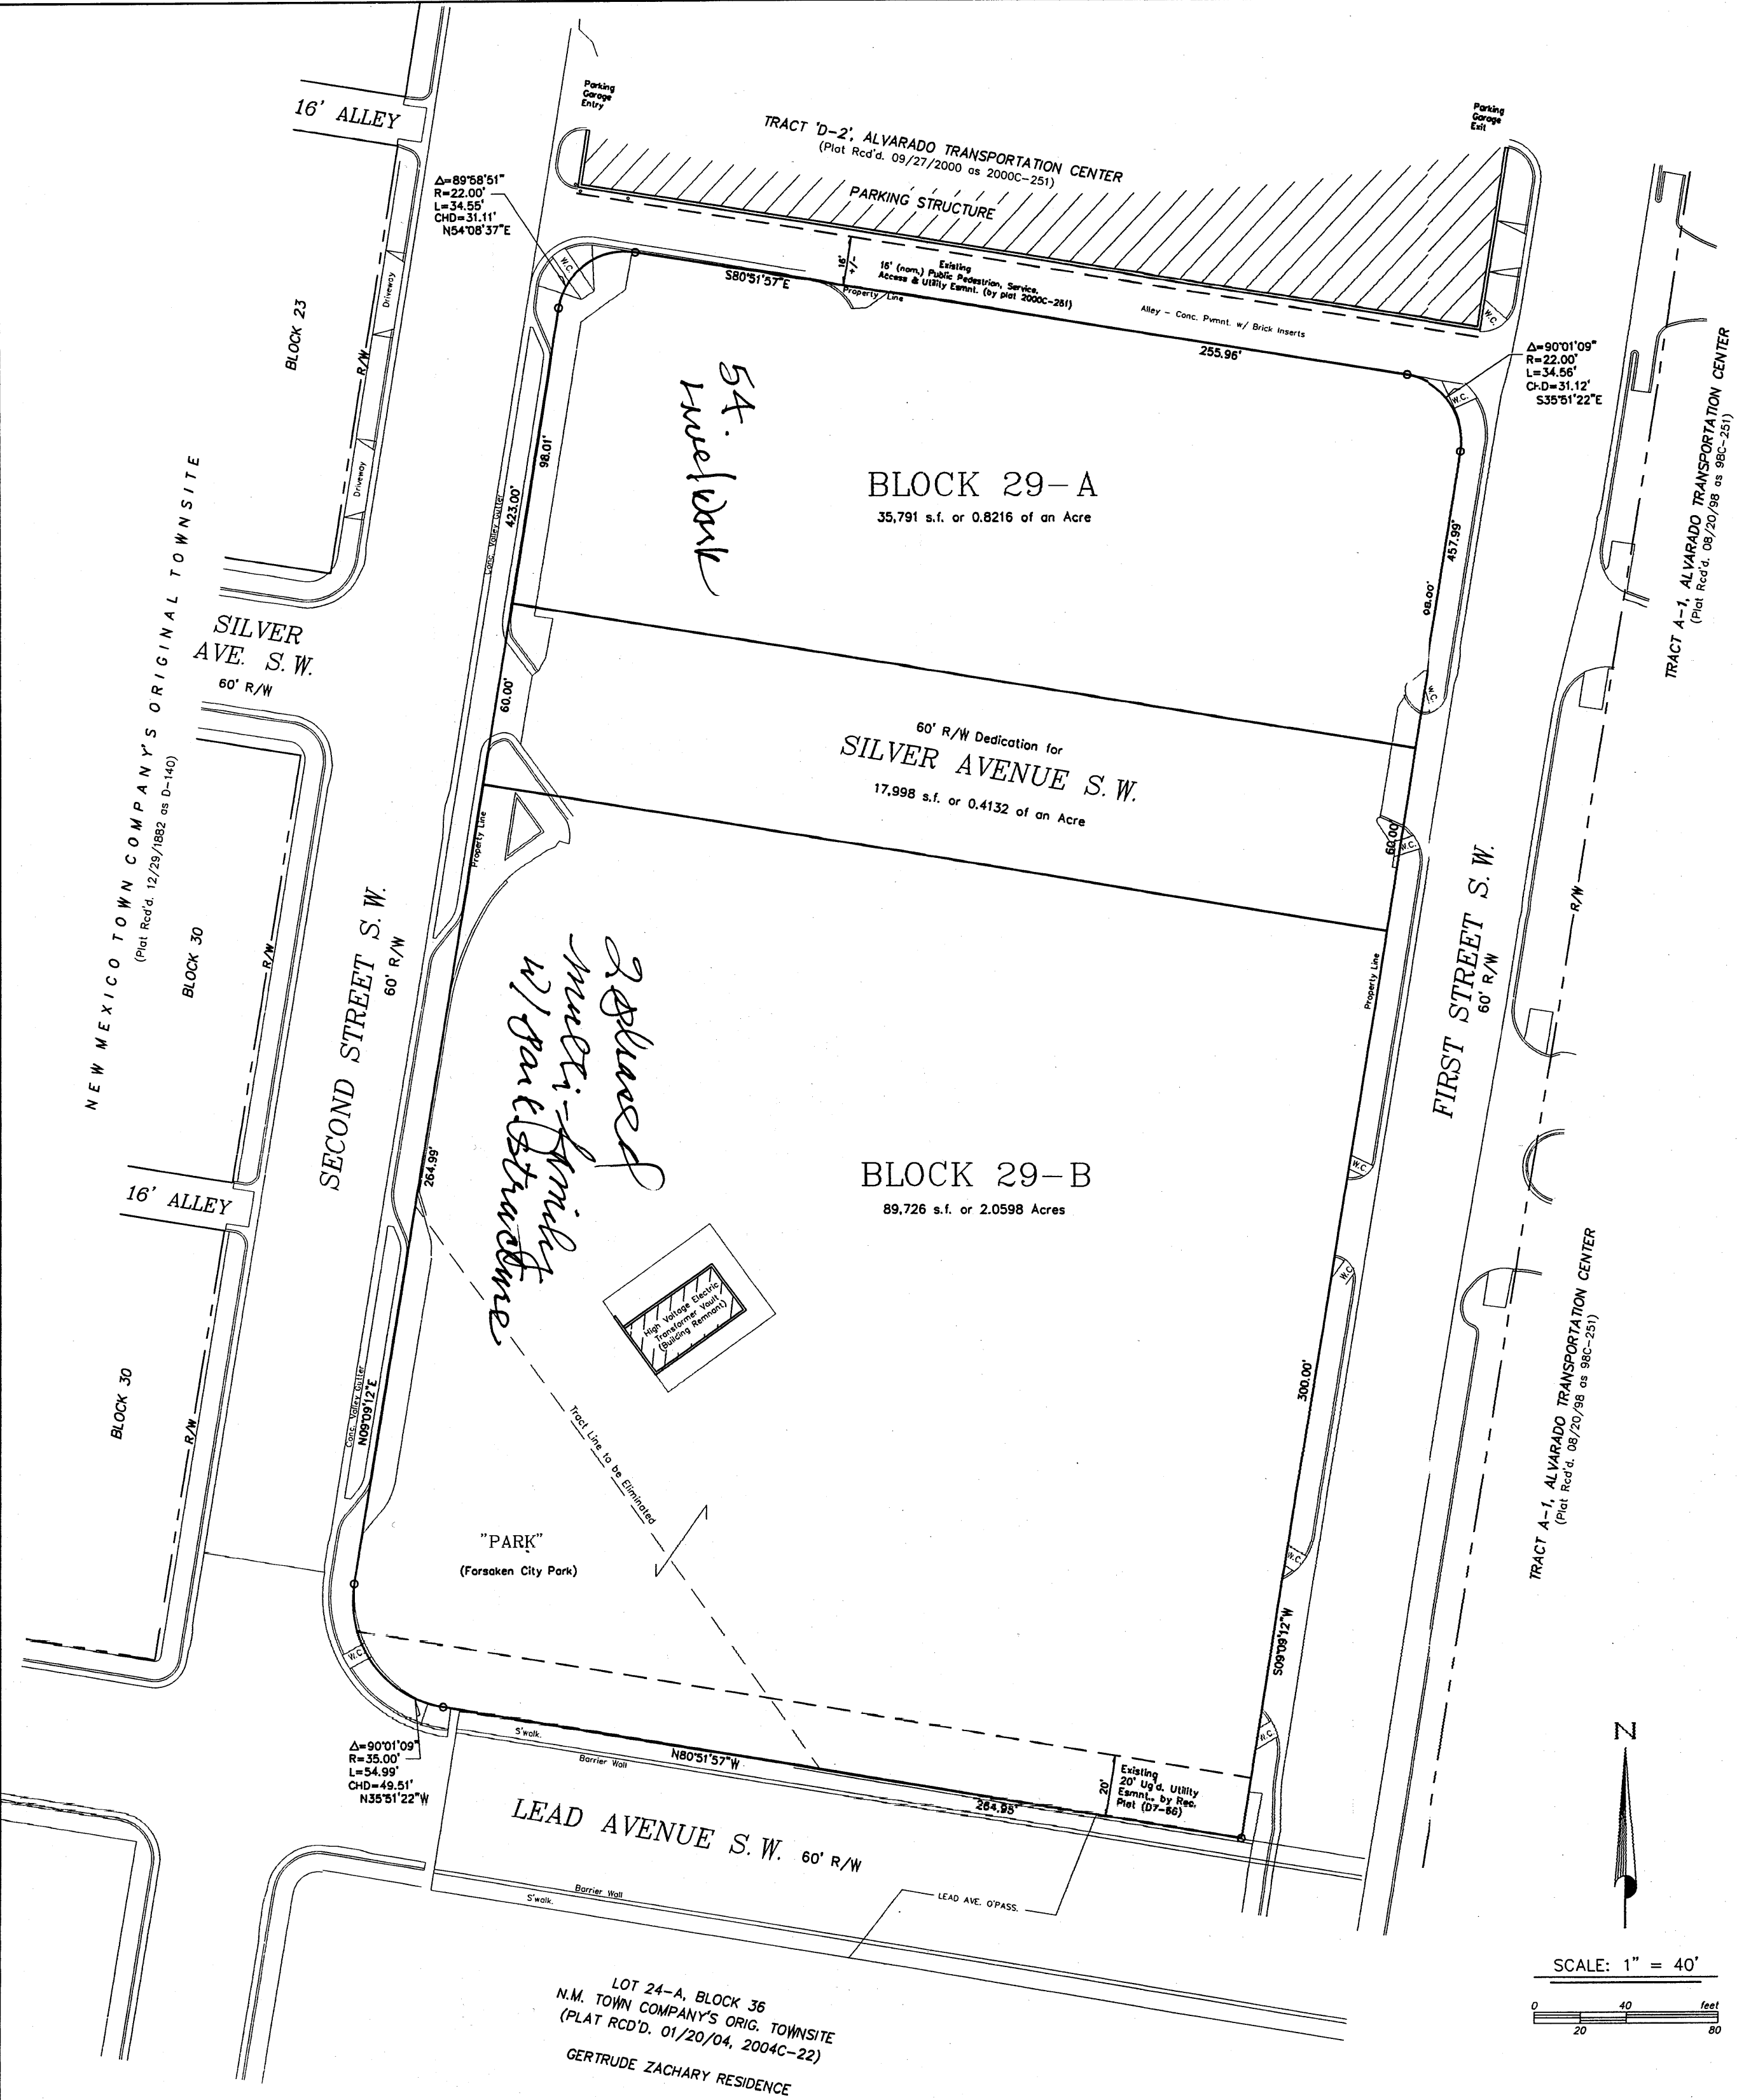 16' ALLEY
Parking
Garage
Entry
Parking
Garage
Exit
TRACT 'D-2', ALVARADO TRANSPORTATION CENTER
(Plat Rcd'd. 09/27/2000 as 2000C-251)
PARKING STRUCTURE
Δ=89°58'51"
R=22.00'
L=34.55'
CHD=31.11'
N54°08'37"E
W.C.
S80°51'57"E
16'
+/-
Existing
16' (nom.) Public Pedestrian, Service,
Access & Utility Esmnt. (by plat 2000C-251)
Property Line
Alley - Conc. Pvmnt. w/ Brick Inserts
255.96'
W.C.
Δ=90°01'09"
R=22.00'
L=34.56'
CHD=31.12'
S35°51'22"E
W.C.
BLOCK 23
Driveway
R/W
Driveway
98.01'
423.00'
Conc. Valley Gutter
54.
Live/Work
BLOCK 29-A
35,791 s.f. or 0.8216 of an Acre
457.99'
98.00'
W.C.
TRACT A-1, ALVARADO TRANSPORTATION CENTER
(Plat Rcd'd. 08/20/98 as 98C-251)
NEW MEXICO TOWN COMPANY'S ORIGINAL TOWNSITE
(Plat Rcd'd. 12/29/1882 as D-140)
SILVER
AVE. S.W.
60' R/W
60.00'
60' R/W Dedication for
SILVER AVENUE S.W.
17,998 s.f. or 0.4132 of an Acre
60.00'
W.C.
Property Line
BLOCK 30
R/W
SECOND STREET S.W.
60' R/W
2 phased
multi-family
w/ park structure
Property Line
FIRST STREET S.W.
60' R/W
R/W
16' ALLEY
264.99'
BLOCK 29-B
89,726 s.f. or 2.0598 Acres
W.C.
W.C.
High Voltage Electric
Transformer Vault
(Building Remnant)
BLOCK 30
R/W
Conc. Valley Gutter
N09°09'12"E
Tract Line to be Eliminated
300.00'
TRACT A-1, ALVARADO TRANSPORTATION CENTER
(Plat Rcd'd. 08/20/98 as 98C-251)
"PARK"
(Forsaken City Park)
W.C.
S09°09'12"W
W.C.
W.C.
Δ=90°01'09"
R=35.00'
L=54.99'
CHD=49.51'
N35°51'22"W
S'walk.
Barrier Wall
N80°51'57"W
264.98'
20'
Existing
20' Ug'd. Utility
Esmnt., by Rec.
Plat (D7-86)
LEAD AVENUE S.W. 60' R/W
Barrier Wall
S'walk.
LEAD AVE. O'PASS.
LOT 24-A, BLOCK 36
N.M. TOWN COMPANY'S ORIG. TOWNSITE
(PLAT RCD'D. 01/20/04, 2004C-22)
GERTRUDE ZACHARY RESIDENCE
N
SCALE: 1" = 40'
0 40 feet
20 80